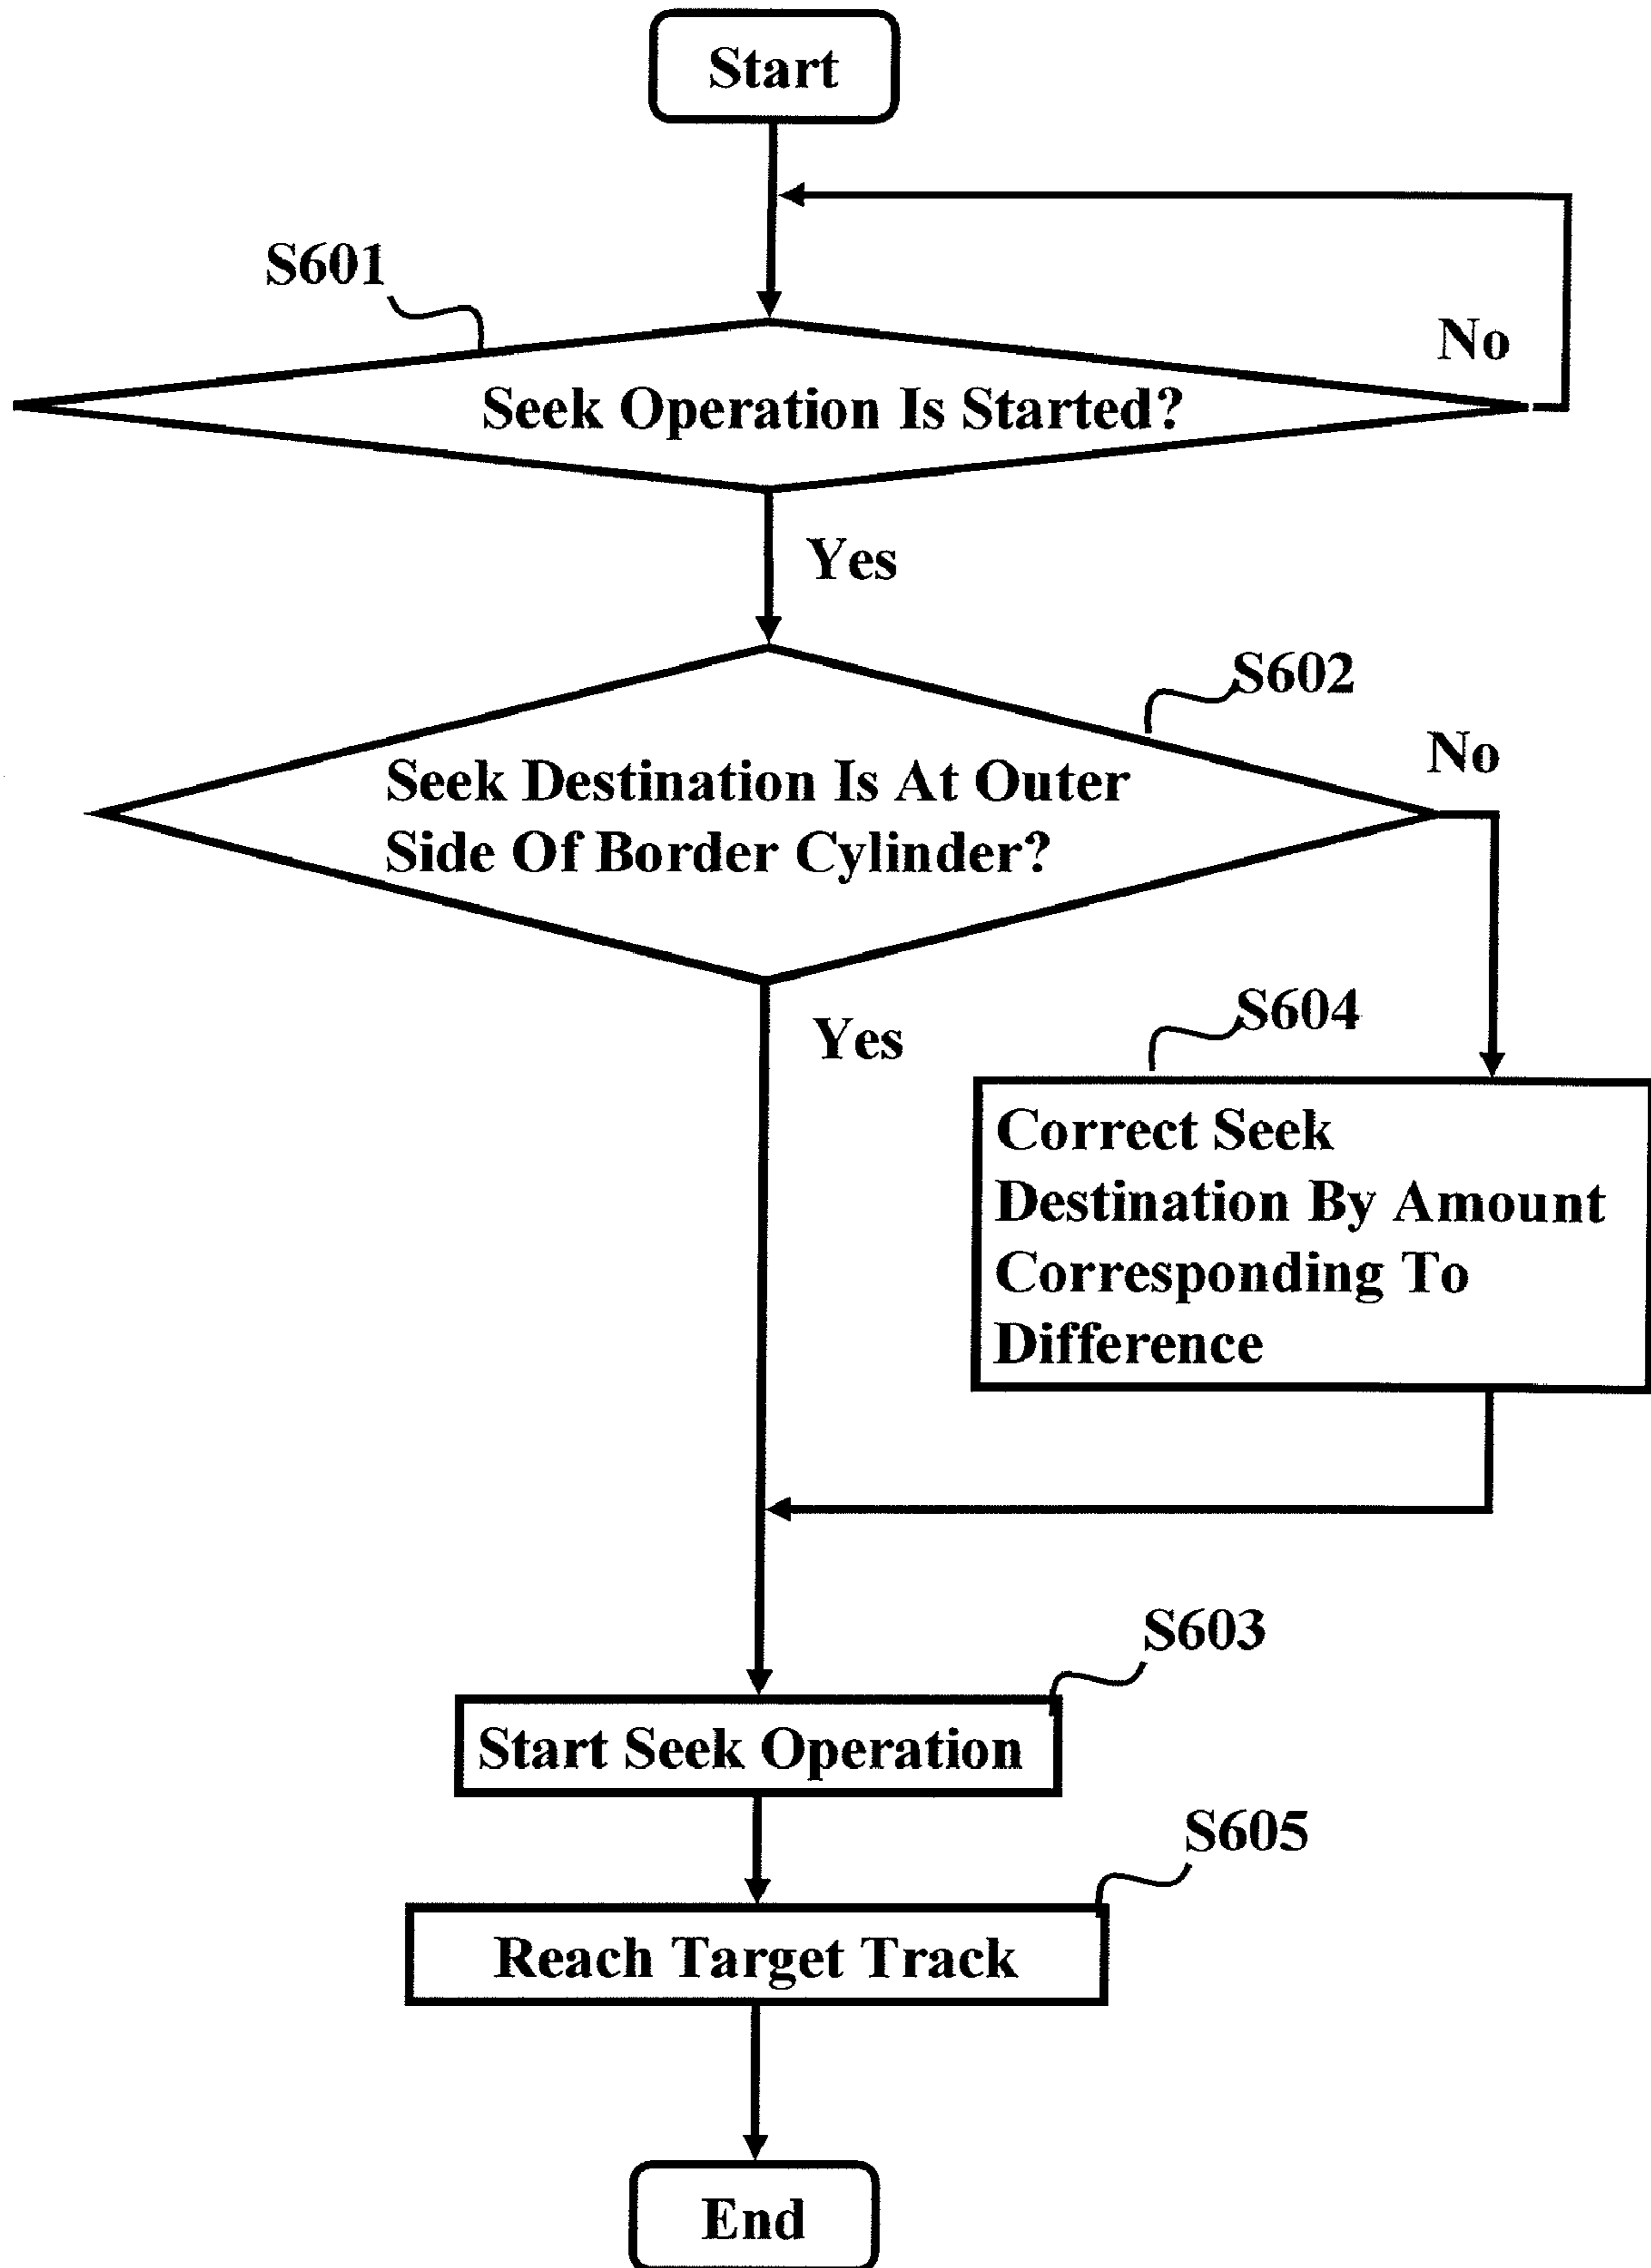 Start
S601
No
Seek Operation Is Started?
Yes
S602
No
Seek Destination Is At Outer
Side Of Border Cylinder?
S604
Yes
Correct Seek
Destination By Amount
Corresponding To
Difference
S603
Start Seek Operation
S605
Reach Target Track
End